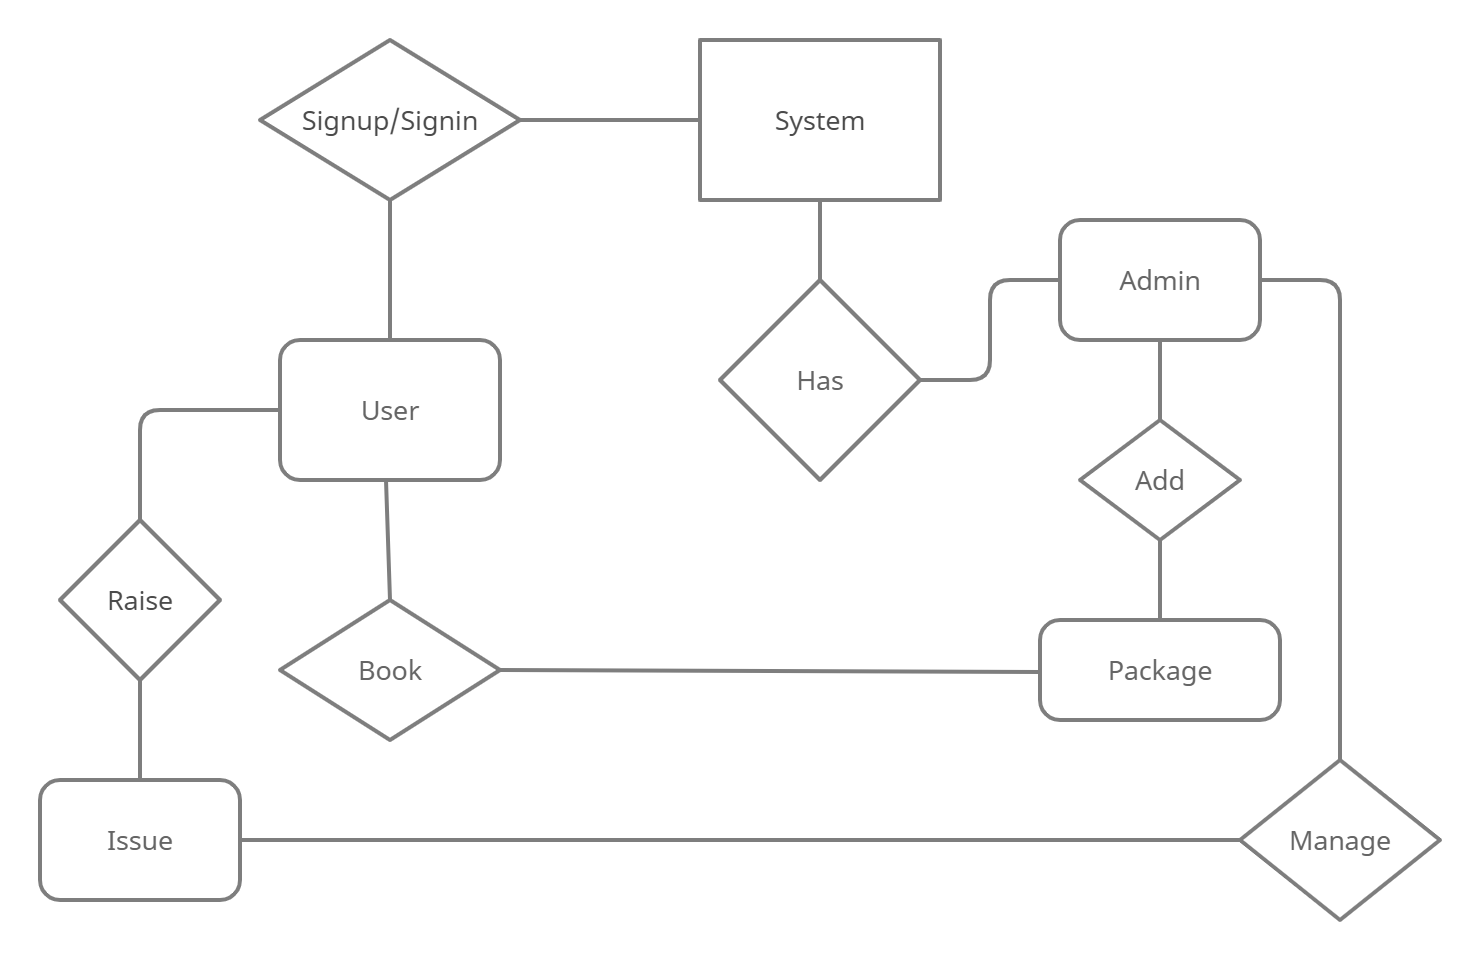 Signup/Signin
System
Admin
Has
User
Add
Raise
Book
Package
Issue
Manage